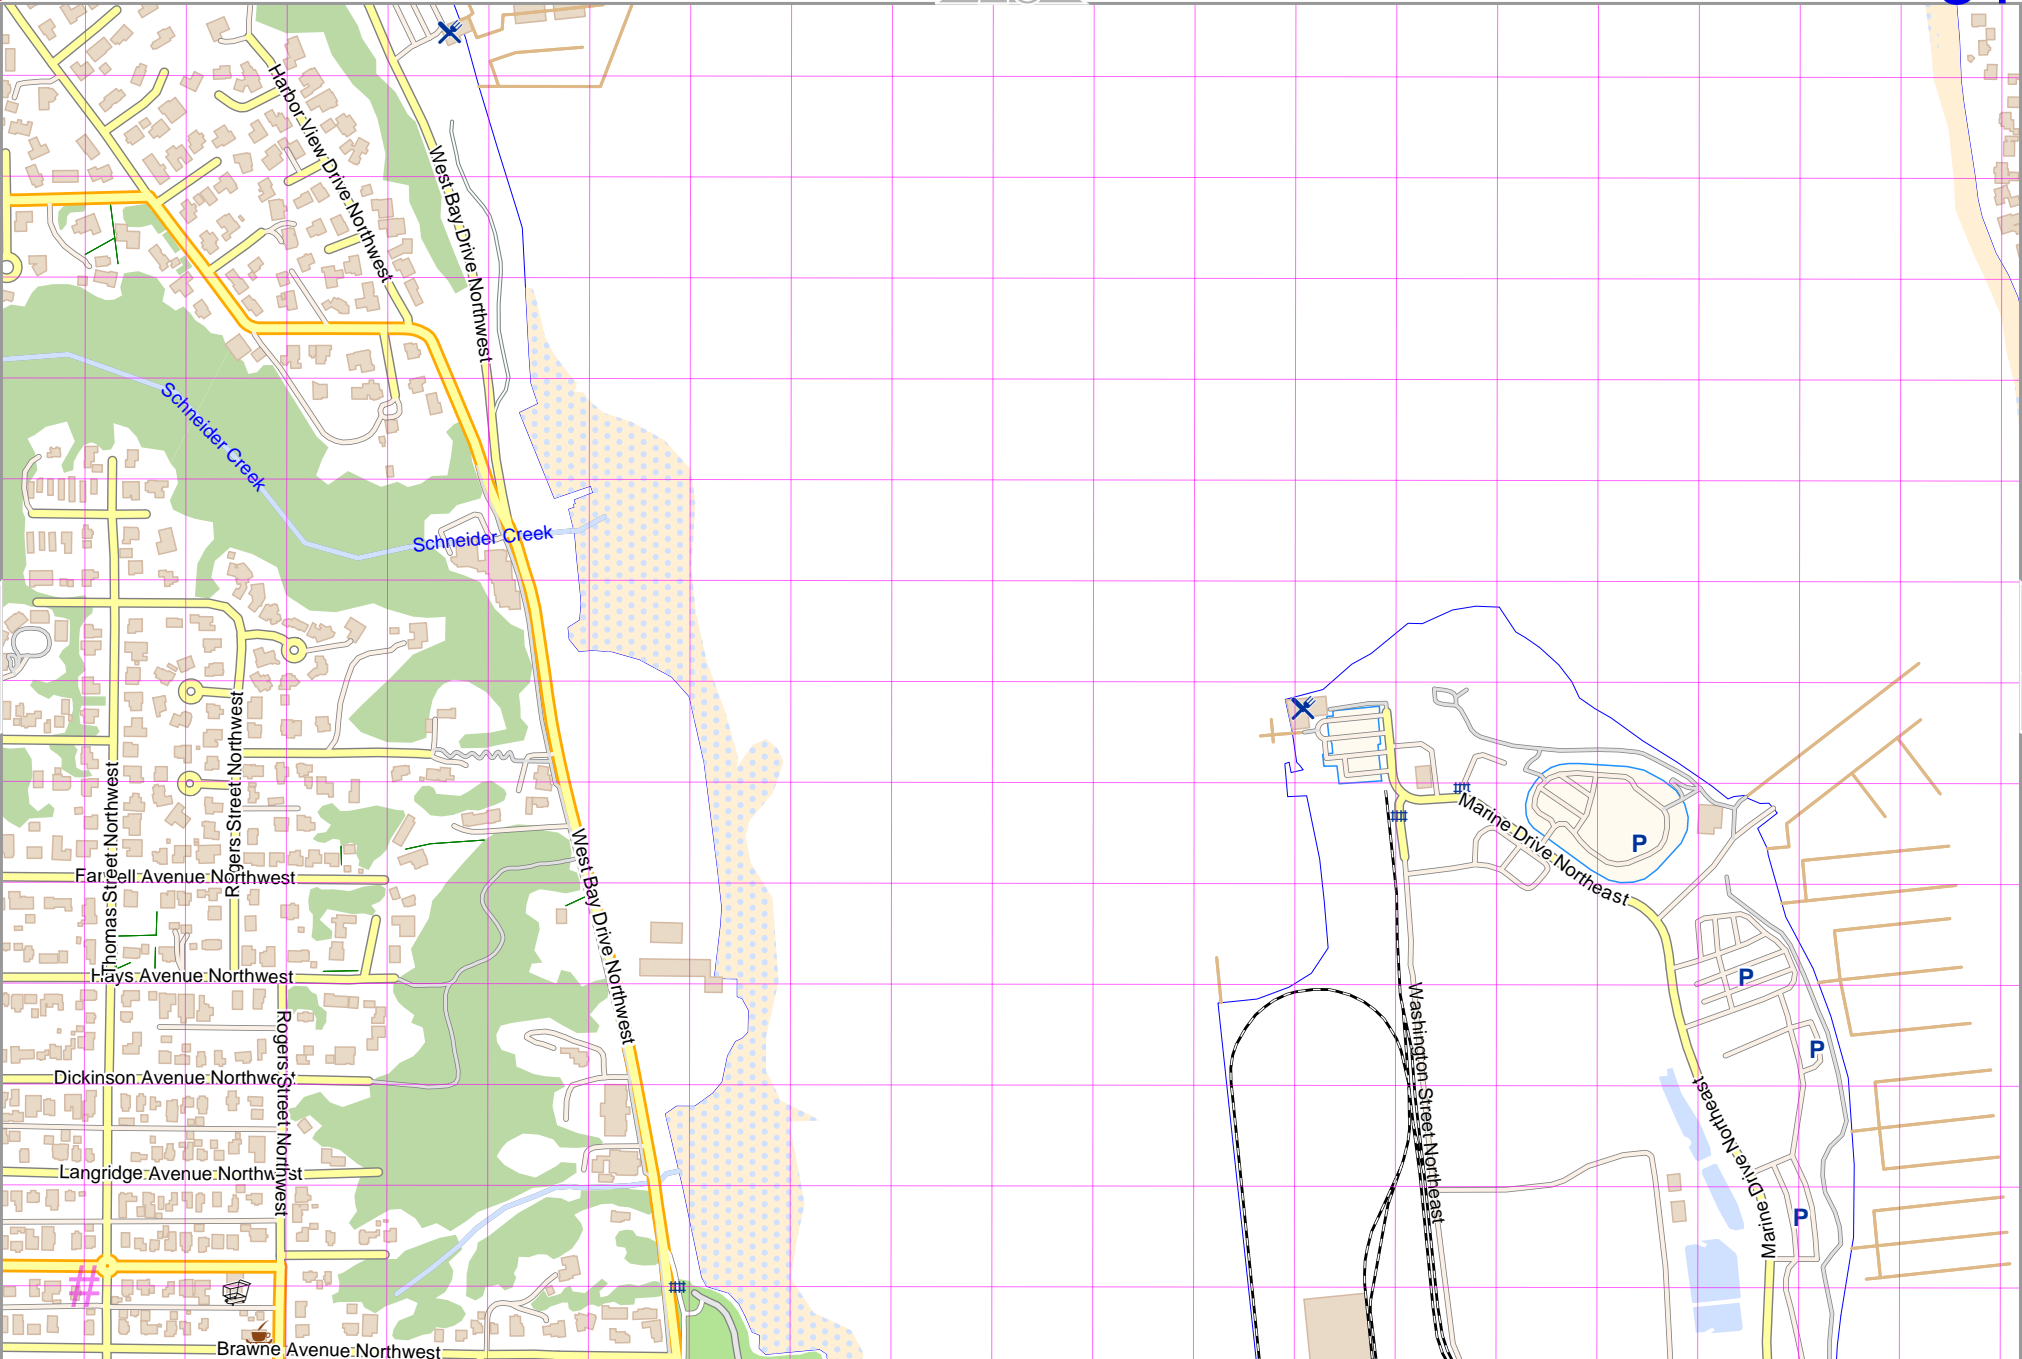 Harbor View Drive Northwest
West Bay Drive Northwest
Schneider Creek
Schneider Creek
Rogers Street Northwest
Thomas Street Northwest
Marine Drive Northeast
P
West Bay Drive Northwest
Farwell Avenue Northwest
Hays Avenue Northwest
P
Washington Street Northeast
Rogers Street Northwest
P
Dickinson Avenue Northwest
Marine Drive Northeast
Langridge Avenue Northwest
P
#
Brawne Avenue Northwest